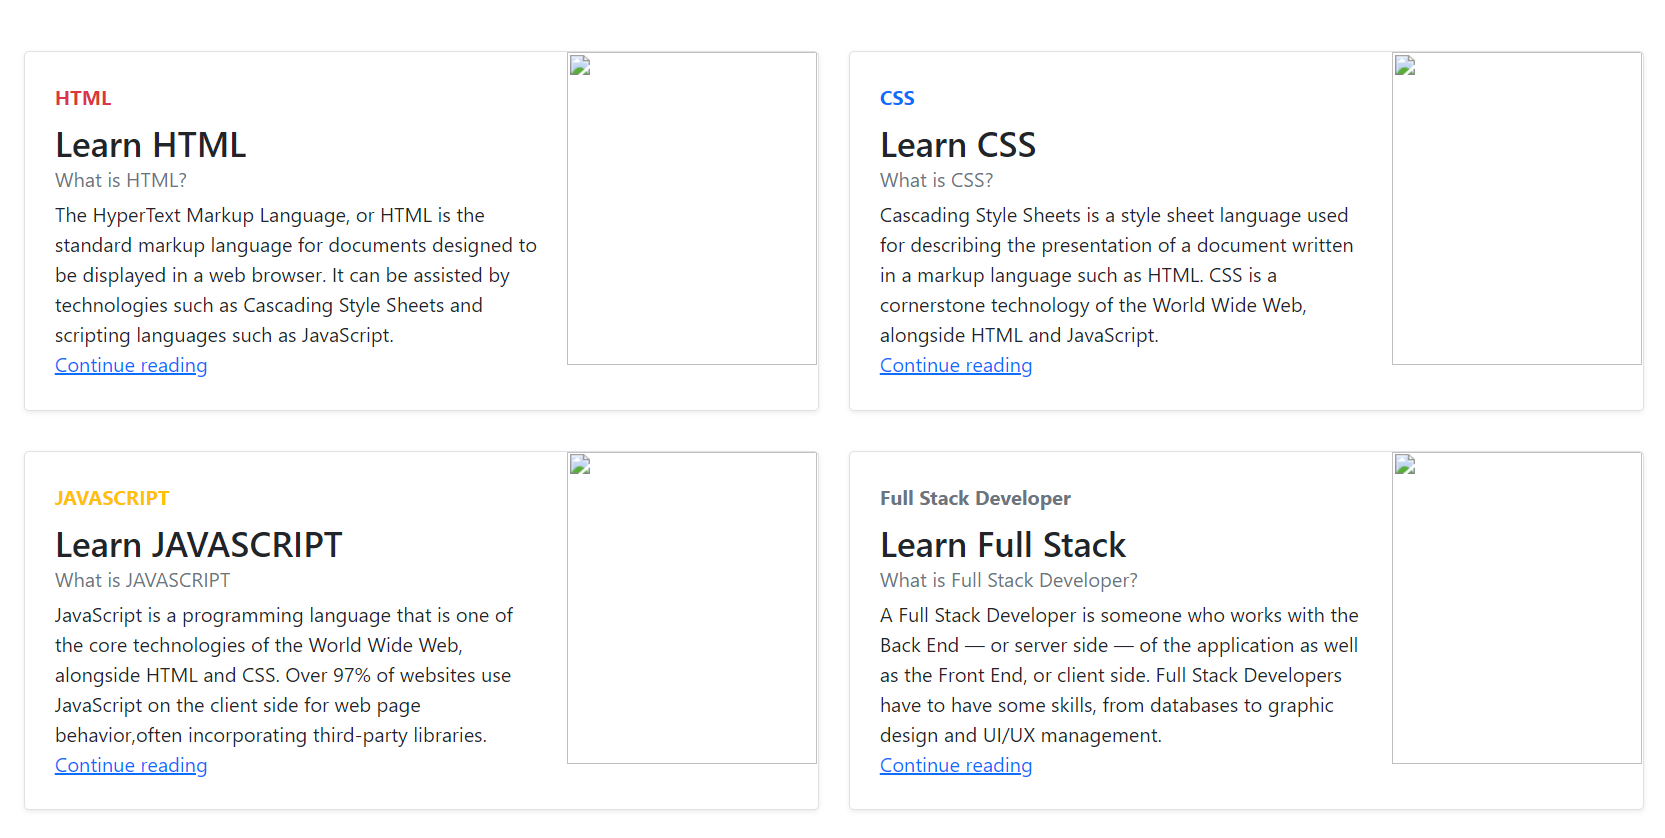 HTML
Learn HTML
What is HTML?
The HyperText Markup Language, or HTML is the
standard markup language for documents designed to
be displayed in a web browser. It can be assisted by
technologies such as Cascading Style Sheets and
scripting languages such as JavaScript.
Continue reading
CSS
Learn CSS
What is CSS?
Cascading Style Sheets is a style sheet language used
for describing the presentation of a document written
in a markup language such as HTML. CSS is a
cornerstone technology of the World Wide Web,
alongside HTML and JavaScript.
Continue reading
JAVASCRIPT
Learn JAVASCRIPT
What is JAVASCRIPT
JavaScript is a programming language that is one of
the core technologies of the World Wide Web,
alongside HTML and CSS. Over 97% of websites use
JavaScript on the client side for web page
behavior,often incorporating third-party libraries.
Continue reading
Full Stack Developer
Learn Full Stack
What is Full Stack Developer?
A Full Stack Developer is someone who works with the
Back End — or server side — of the application as well
as the Front End, or client side. Full Stack Developers
have to have some skills, from databases to graphic
design and UI/UX management.
Continue reading